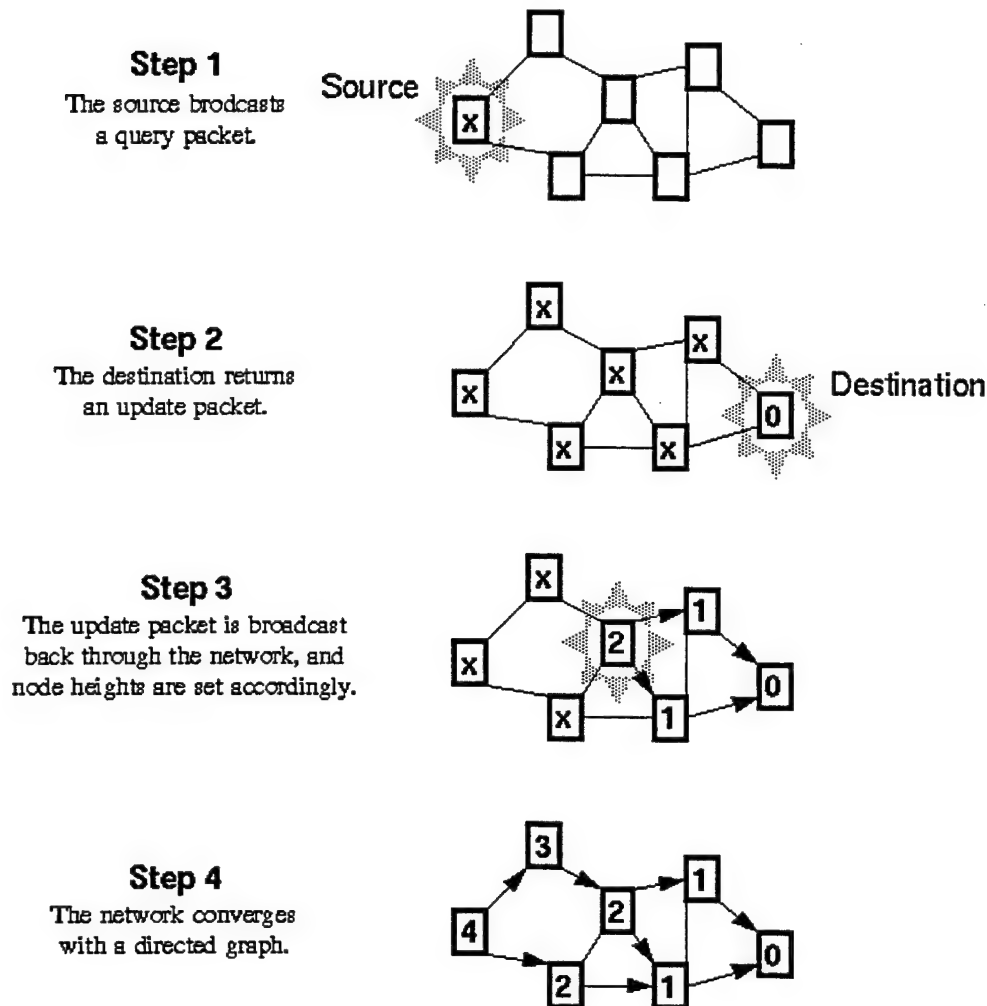 Step 1
The source brodcasts
a query packet.
Source
x
Step 2
The destination returns
an update packet.
x
x
x
x
x
x
0
Destination
Step 3
The update packet is broadcast
back through the network, and
node heights are set accordingly.
x
1
2
x
0
x
1
Step 4
The network converges
with a directed graph.
3
1
2
4
0
2
1